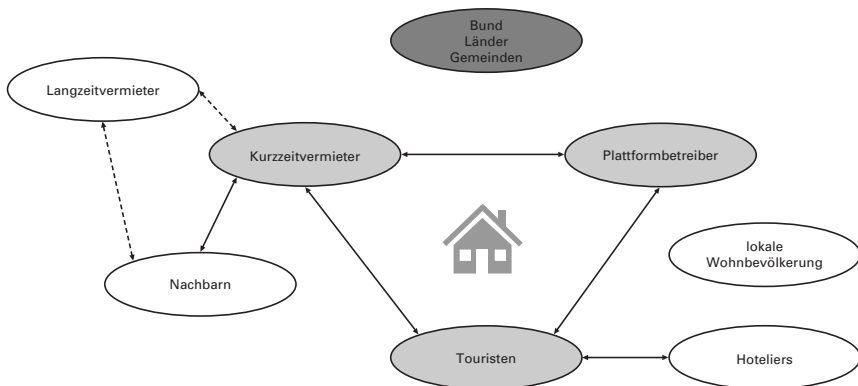 Bund
Länder
Gemeinden
Langzeitvermieter
Kurzzeitvermieter
Plattformbetreiber
lokale
Wohnbevölkerung
Nachbarn
Touristen
Hoteliers